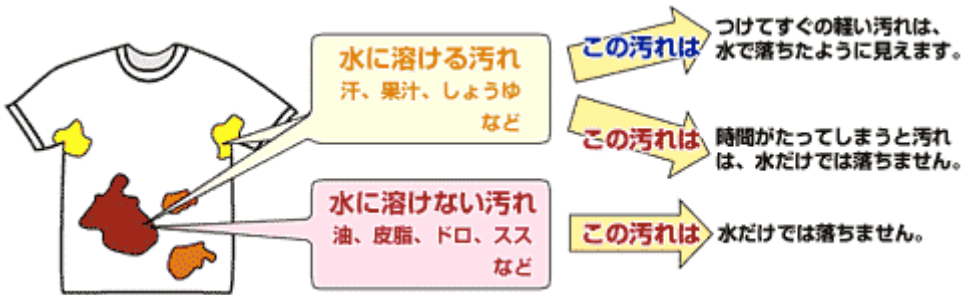 水に溶ける汚れ
汗、果汁、しょうゆ
など
この汚れは
つけてすぐの軽い汚れは、
水で落ちたように見えます。
この汚れは
時間がたってしまうと汚れ
は、水だけでは落ちません。
水に溶けない汚れ
油、皮脂、ドロ、スス
など
この汚れは
水だけでは落ちません。